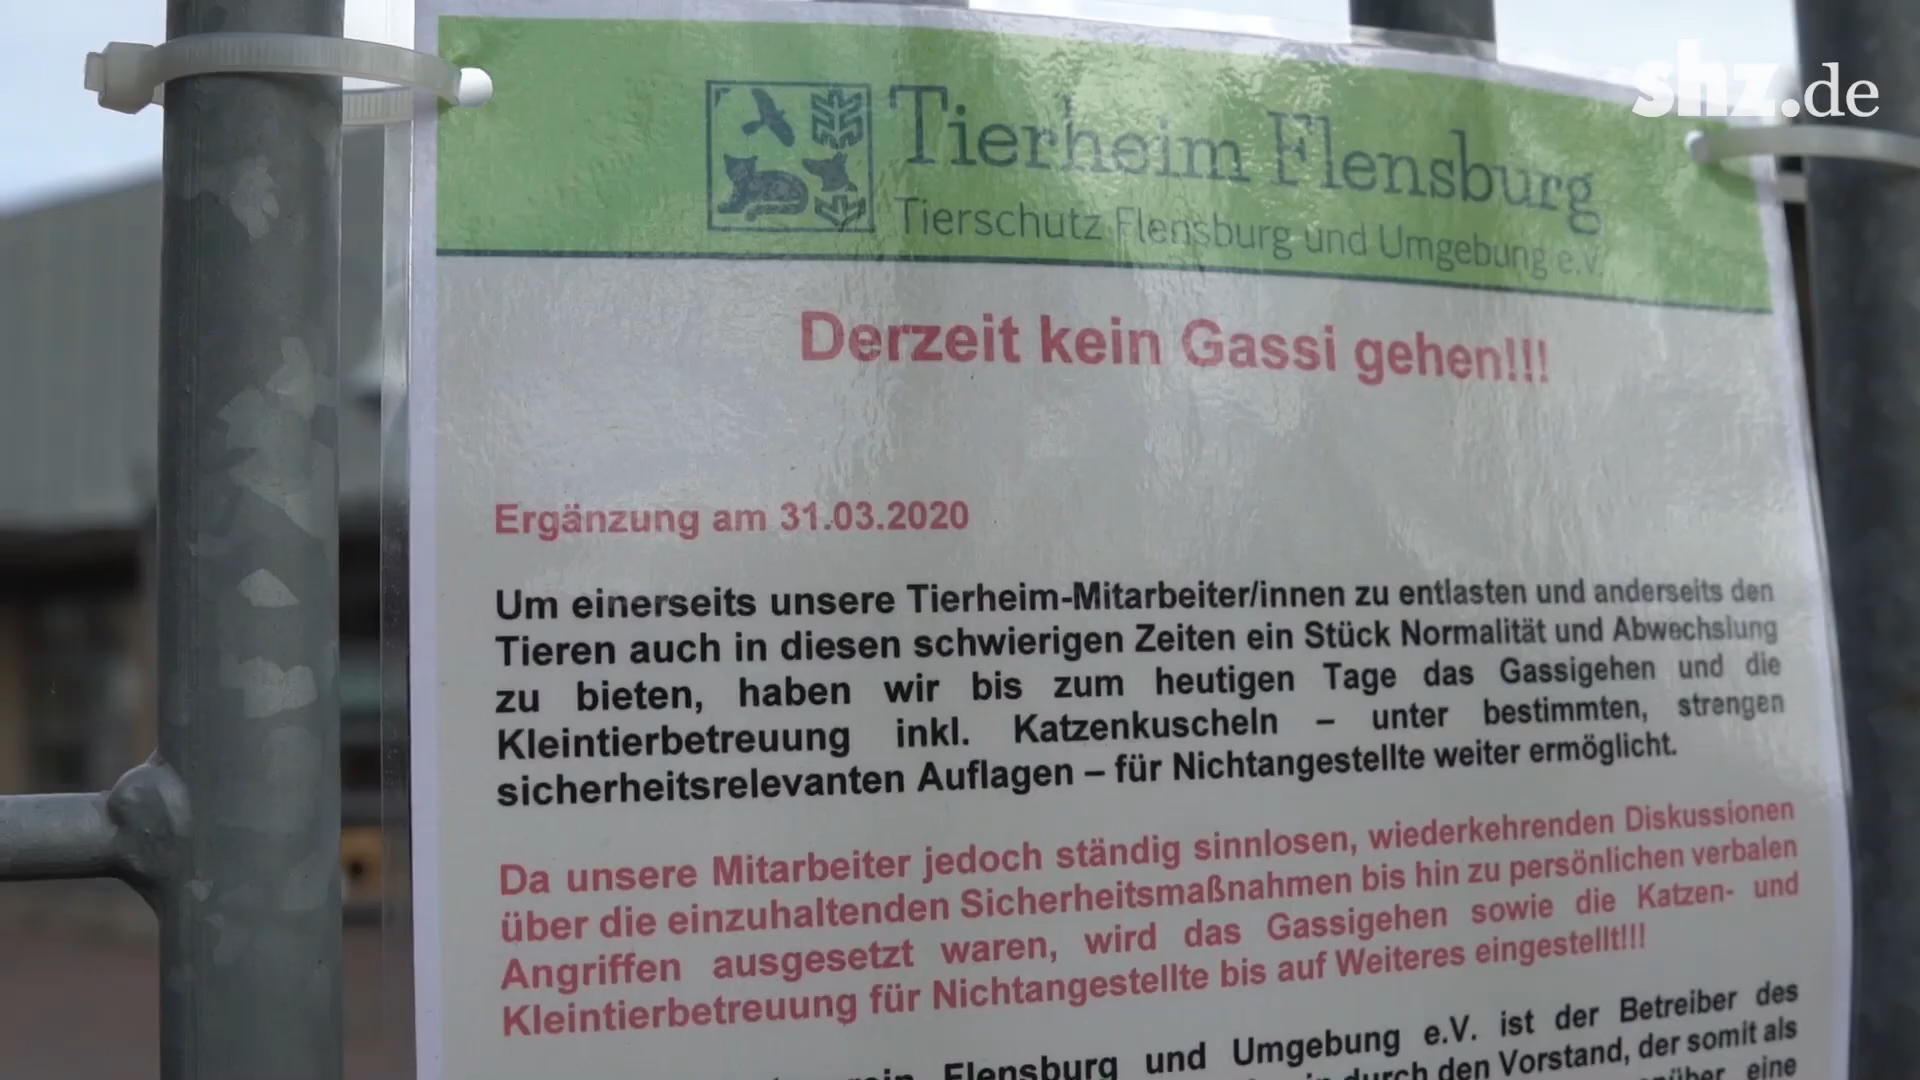 shz.de
Tierheim Flensburg
Tierschutz Flensburg und Umgebung e.V.
Derzeit kein Gassi gehen!!!
Ergänzung am 31.03.2020
Um einerseits unsere Tierheim-Mitarbeiter/innen zu entlasten und anderseits den
Tieren auch in diesen schwierigen Zeiten ein Stück Normalität und Abwechslung
zu bieten, haben wir bis zum heutigen Tage das Gassigehen und die
Kleintierbetreuung inkl. Katzenkuscheln – unter bestimmten, strengen
sicherheitsrelevanten Auflagen – für Nichtangestellte weiter ermöglicht.
Da unsere Mitarbeiter jedoch ständig sinnlosen, wiederkehrenden Diskussionen
über die einzuhaltenden Sicherheitsmaßnahmen bis hin zu persönlichen verbalen
Angriffen ausgesetzt waren, wird das Gassigehen sowie die Katzen- und
Kleintierbetreuung für Nichtangestellte bis auf Weiteres eingestellt!!!
Flensburg und Umgebung e.V. ist der Betreiber des
durch den Vorstand, der somit als
eine